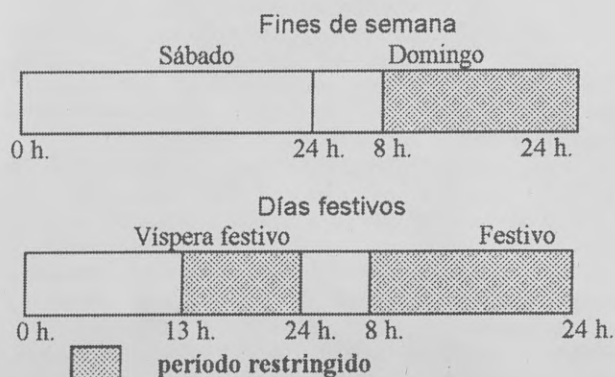 Fines de semana
Sábado Domingo
0 h. 24 h. 8 h. 24 h.
Días festivos
Víspera festivo Festivo
0 h. 13 h. 24 h. 8 h. 24 h.
período restringido